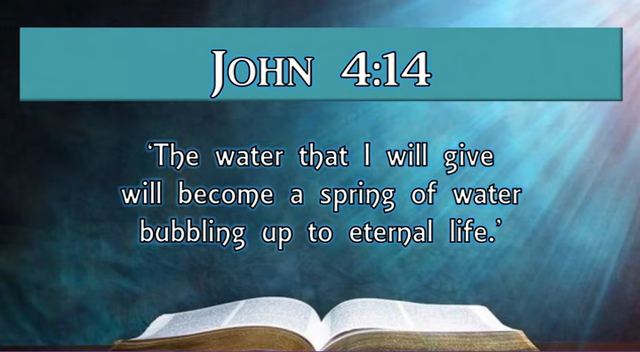 John 4:14
‘The water that I will give
will become a spring of water
bubbling up to eternal life.’